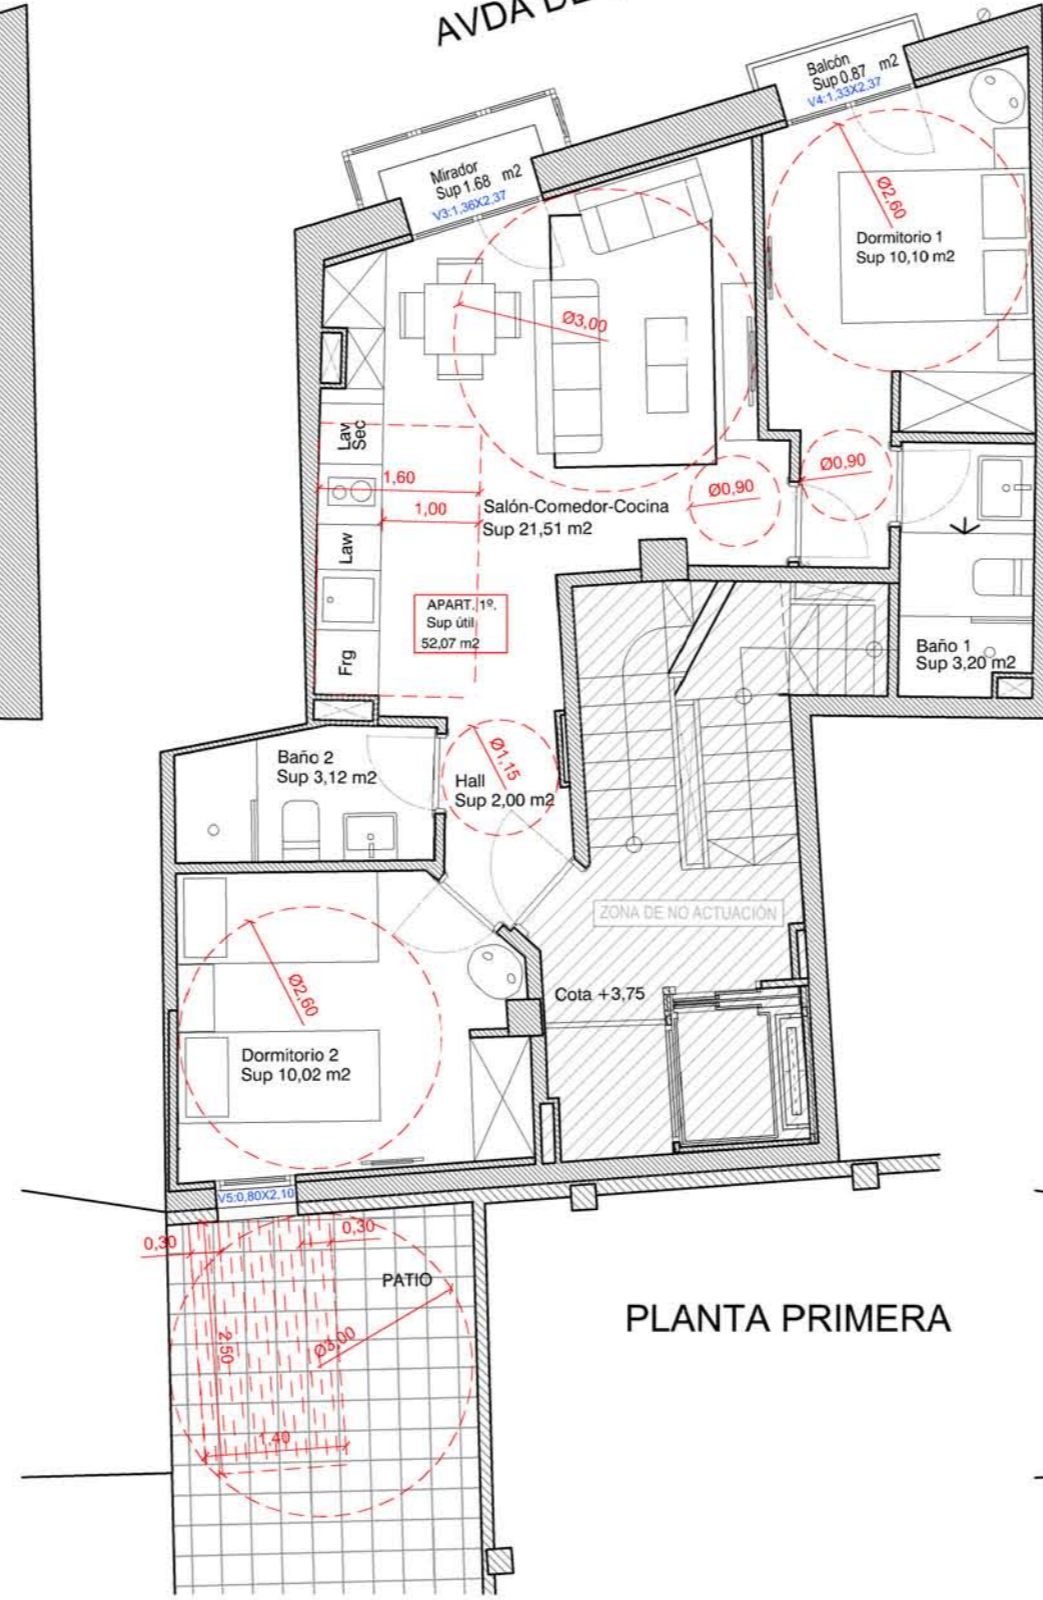 AVDA
Balcón
Sup 0.87 m2
V4:1,33X2,37
Mirador
Sup 1.68 m2
V3:1,36X2,37
Ø2,60
Dormitorio 1
Sup 10,10 m2
Ø3,00
Lav
Sec
1,60
1,00
Salón-Comedor-Cocina
Sup 21,51 m2
Ø0,90
Ø0,90
Law
APART. 1º.
Sup útil
52,07 m2
Frg
Baño 1
Sup 3,20 m2
Baño 2
Sup 3,12 m2
Ø1,15
Hall
Sup 2,00 m2
ZONA DE NO ACTUACIÓN
Cota +3,75
Ø2,60
Dormitorio 2
Sup 10,02 m2
V5:0,80X2,10
0,30
0,30
PATIO
2,50
Ø3,00
1,40
PLANTA PRIMERA